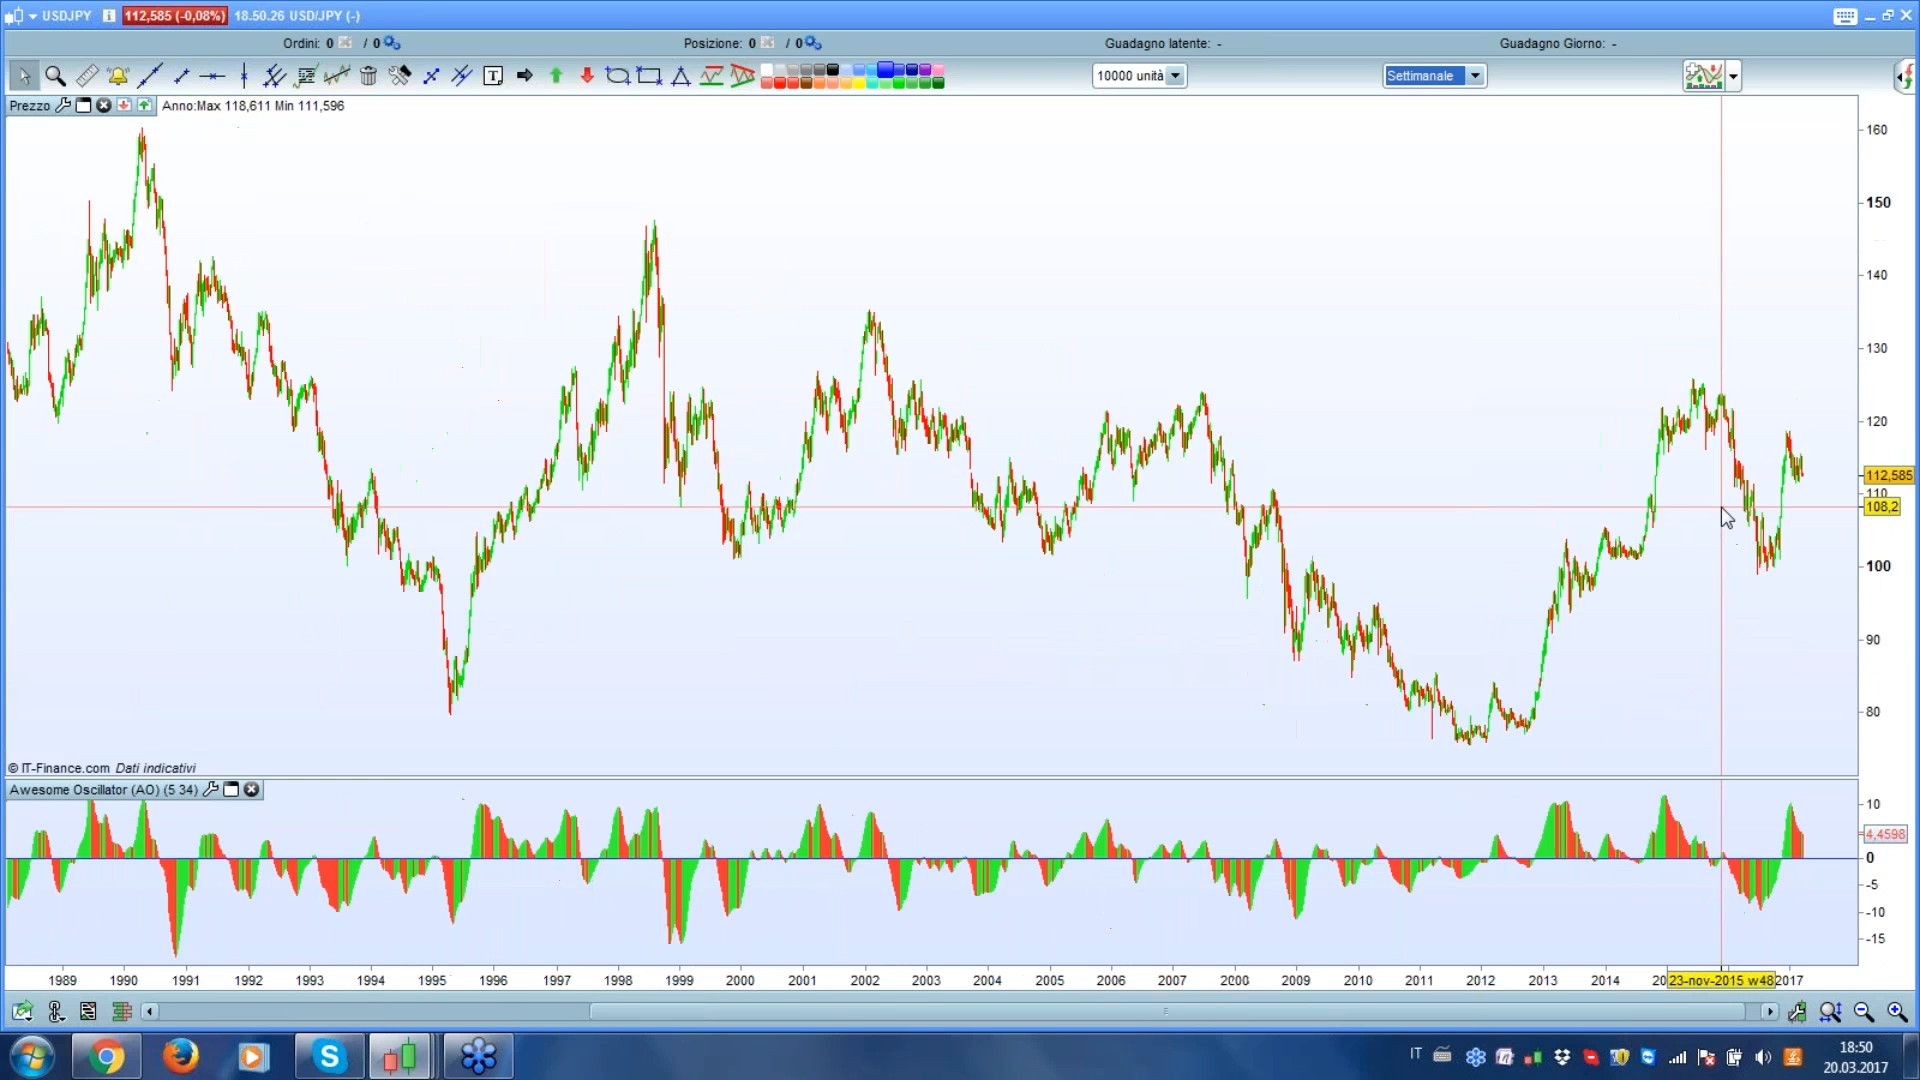 USDJPY 112,585 (-0,08%) 18.50.26 USD/JPY (-)
Ordini: 0 / 0 Posizione: 0 / 0 Guadagno latente: - Guadagno Giorno: -
10000 unità Settimanale
Prezzo Anno:Max 118,611 Min 111,596
160
150
140
130
120
112,585
110
108,2
100
90
80
© IT-Finance.com Dati indicativi
Awesome Oscillator (AO) (5 34)
10
4,4598
0
-5
-10
-15
1989 1990 1991 1992 1993 1994 1995 1996 1997 1998 1999 2000 2001 2002 2003 2004 2005 2006 2007 2008 2009 2010 2011 2012 2013 2014 20 23-nov-2015 w48 2017
IT 18:50
20.03.2017